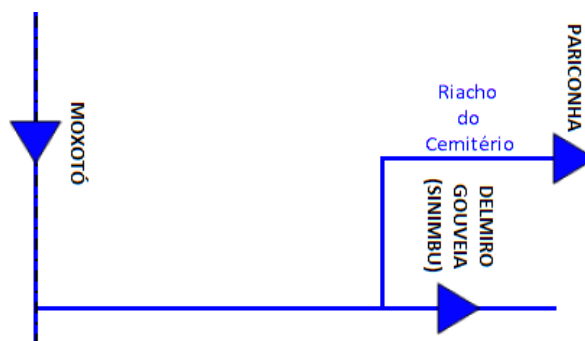 MOXOTÓ
Riacho
do
Cemitério
PARICONHA
DELMIRO
GOUVEIA
(SINIMBU)